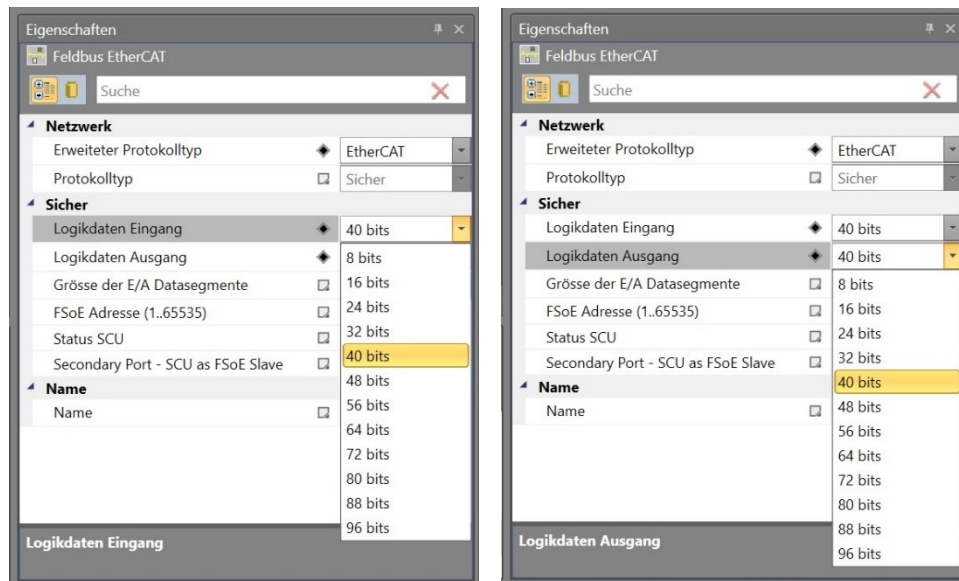 Eigenschaften
Feldbus EtherCAT
Suche
Netzwerk
Erweiteter Protokolltyp EtherCAT
Protokolltyp Sicher
Sicher
Logikdaten Eingang 40 bits
Logikdaten Ausgang 8 bits
Grösse der E/A Datasegmente 16 bits
FSoE Adresse (1..65535) 24 bits
Status SCU 32 bits
40 bits
Secondary Port - SCU as FSoE Slave
48 bits
Name
56 bits
Name
64 bits
72 bits
80 bits
88 bits
96 bits
Logikdaten Eingang
Eigenschaften
Feldbus EtherCAT
Suche
Netzwerk
Erweiteter Protokolltyp EtherCAT
Protokolltyp Sicher
Sicher
Logikdaten Eingang 40 bits
Logikdaten Ausgang 40 bits
Grösse der E/A Datasegmente 8 bits
FSoE Adresse (1..65535) 16 bits
Status SCU 24 bits
Secondary Port - SCU as FSoE Slave 32 bits
Name 40 bits
Name 48 bits
56 bits
64 bits
72 bits
80 bits
88 bits
96 bits
Logikdaten Ausgang